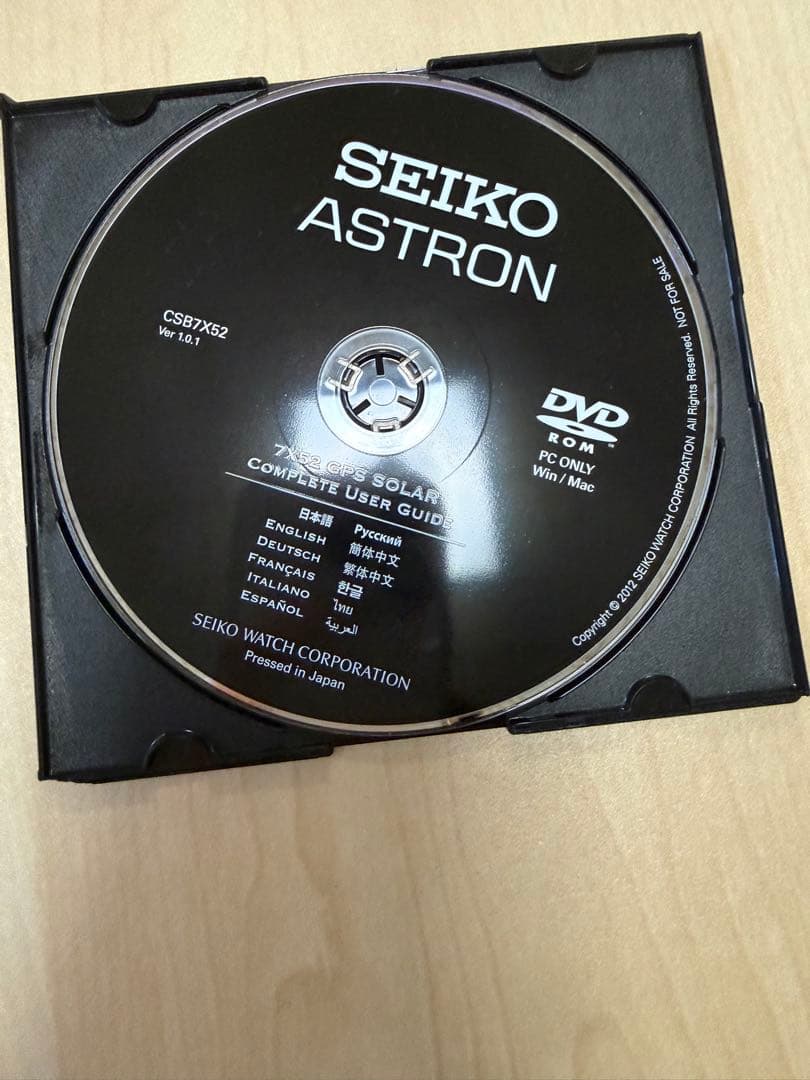 SEIKO
ASTRON
CSB7X52
Ver 1.0.1
DVD
ROM
TM
PC ONLY
Win / Mac
7X52 GPS SOLAR
COMPLETE USER GUIDE
日本語
ENGLISH
DEUTSCH
FRANÇAIS
ITALIANO
ESPAÑOL
Русский
简体中文
繁体中文
한글
ไทย
العربية
SEIKO WATCH CORPORATION
Pressed in Japan
Copyright © 2012 SEIKO WATCH CORPORATION All Rights Reserved. NOT FOR SALE